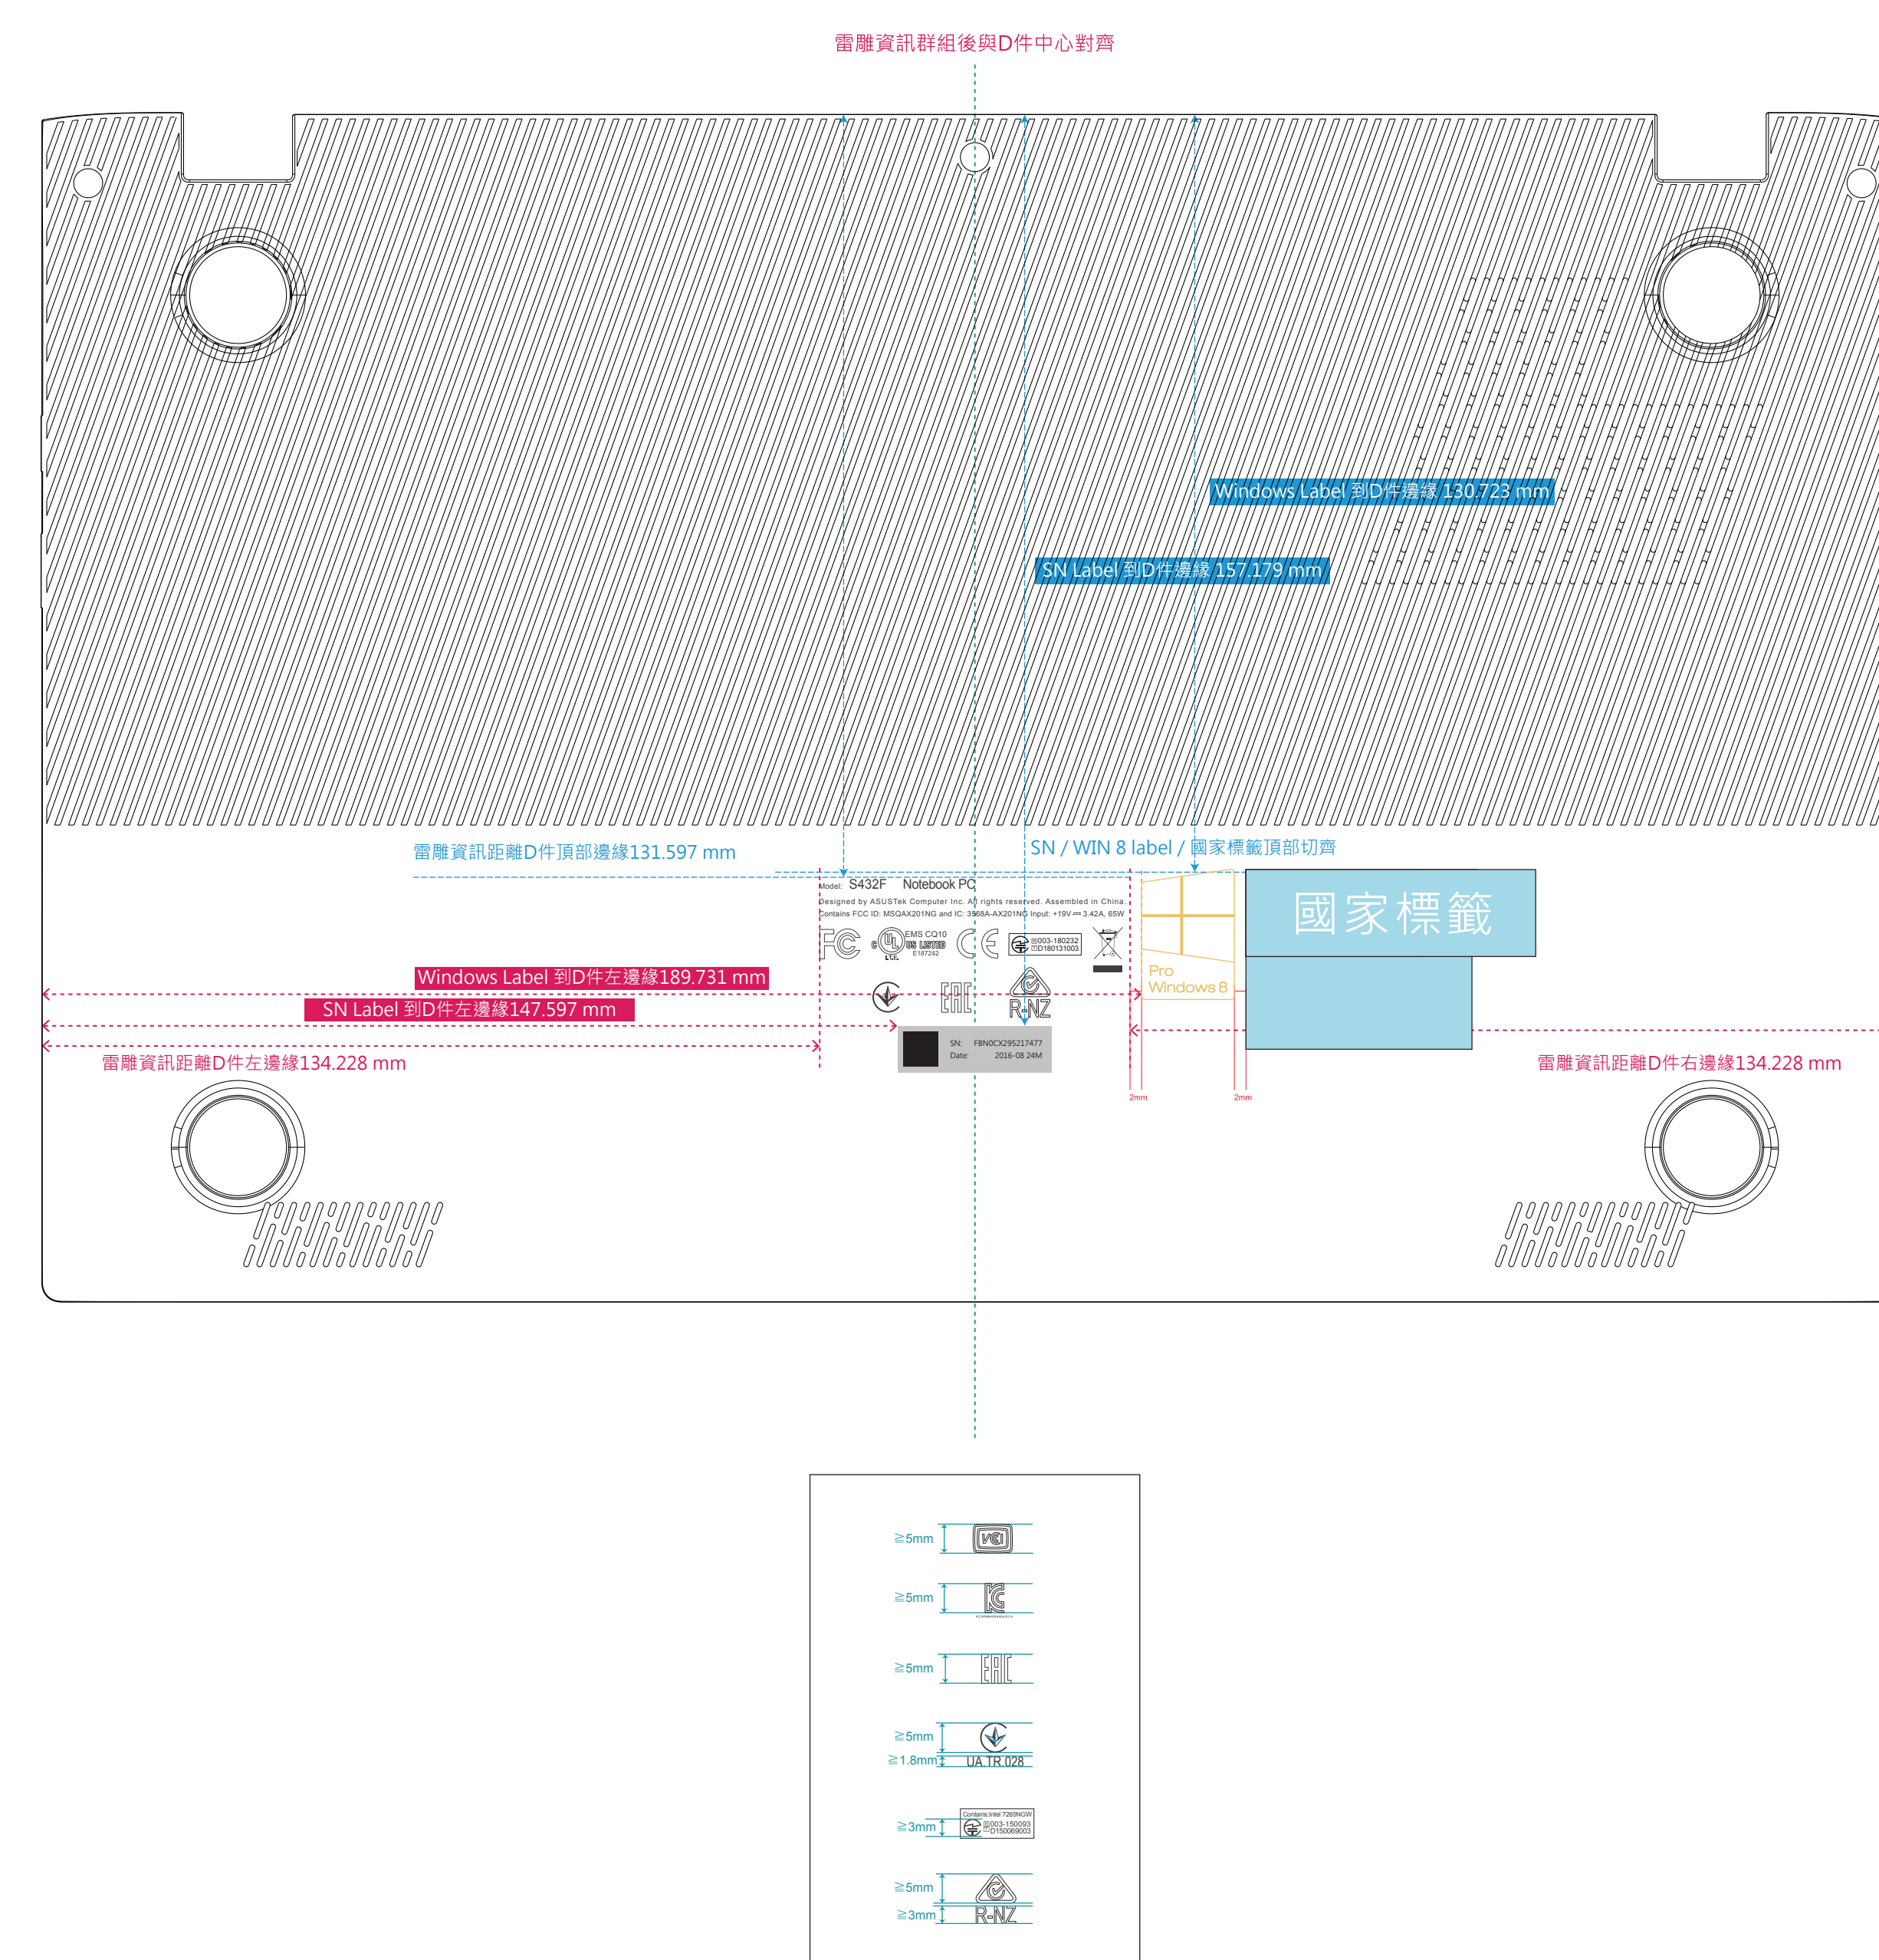 雷雕資訊群組後與D件中心對齊
Windows Label 到D件邊緣 130.723 mm
SN Label 到D件邊緣 157.179 mm
雷雕資訊距離D件頂部邊緣131.597 mm
SN / WIN 8 label / 國家標籤頂部切齊
Model: S432F Notebook PC
Designed by ASUSTek Computer Inc. All rights reserved. Assembled in China.
Contains FCC ID: MSQAX201NG and IC: 3568A-AX201NG Input: +19V⎓ 3.42A, 65W
國家標籤
FC
C UL US LISTED
EMS CQ10
E187242
I.T.E.
CE
R 003-180232
T D180131003
Pro
Windows 8
Windows Label 到D件左邊緣189.731 mm
EAC
R-NZ
SN Label 到D件左邊緣147.597 mm
SN: FBN0CX295217477
Date: 2016-08 24M
雷雕資訊距離D件左邊緣134.228 mm
雷雕資訊距離D件右邊緣134.228 mm
2mm
2mm
≧5mm
VCCI
≧5mm
KC
≧5mm
EAC
≧5mm
≧1.8mm
UA.TR.028
Contains:Intel 7265NGW
≧3mm
R 003-150093
T D150069003
≧5mm
≧3mm
R-NZ